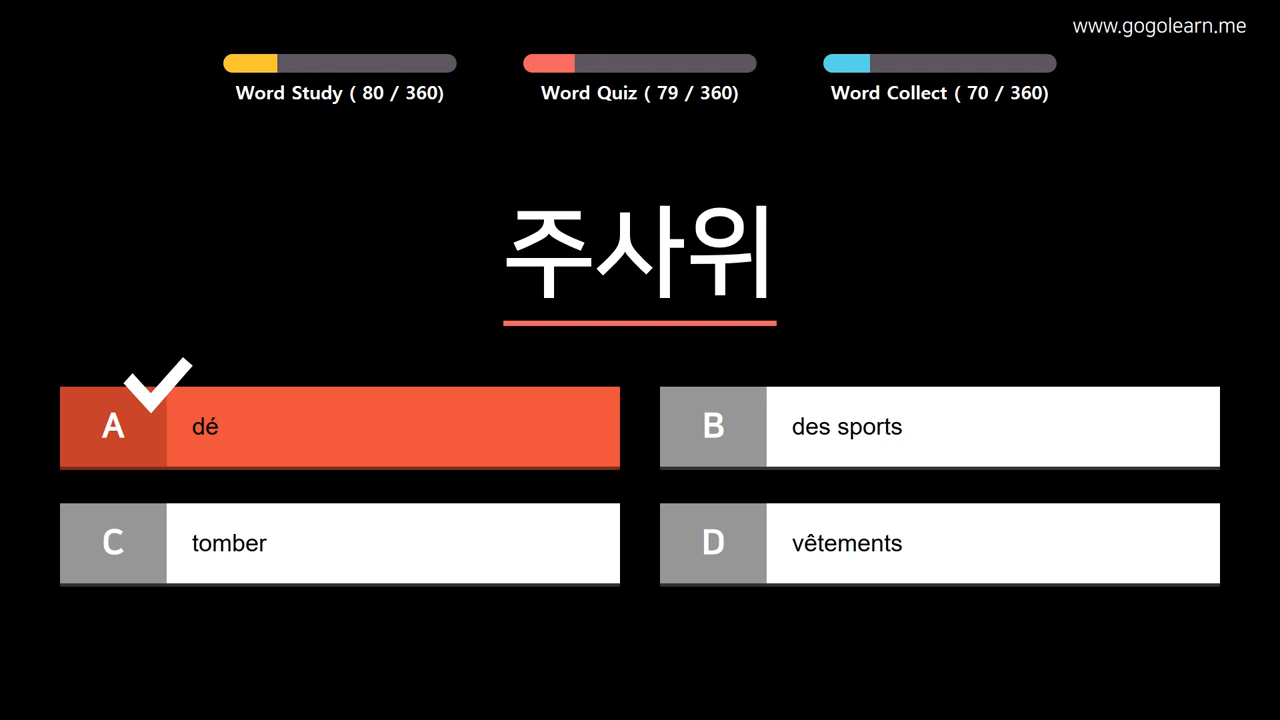 www.gogolearn.me
Word Study ( 80 / 360)
Word Quiz ( 79 / 360)
Word Collect ( 70 / 360)
주사위
A dé
B des sports
C tomber
D vêtements